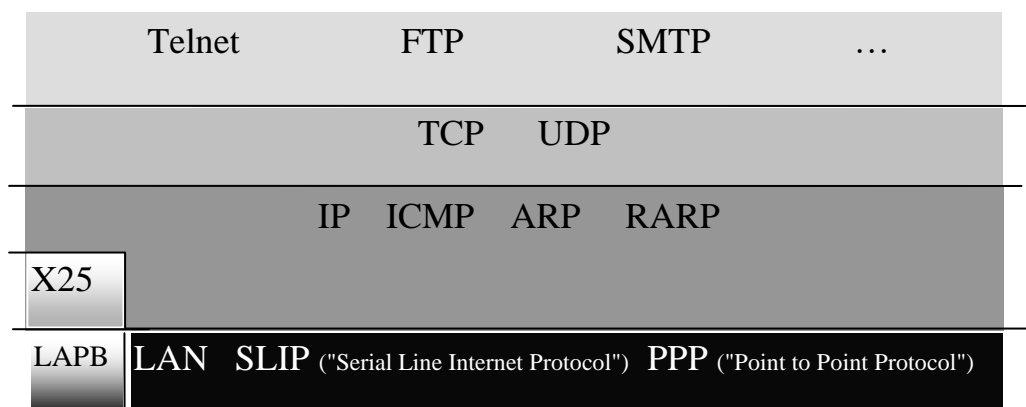 Telnet FTP SMTP …
TCP UDP
IP ICMP ARP RARP
X25
LAPB LAN SLIP ("Serial Line Internet Protocol") PPP ("Point to Point Protocol")